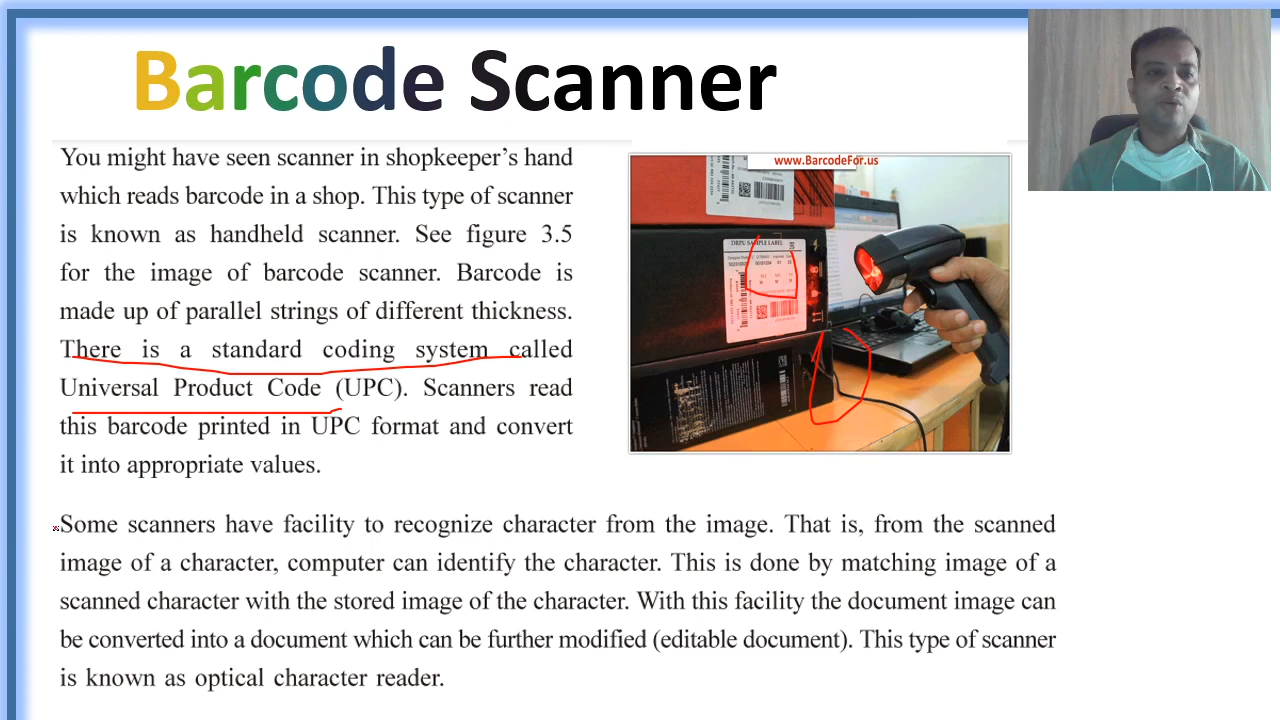 Barcode Scanner
You might have seen scanner in shopkeeper's hand
which reads barcode in a shop. This type of scanner
is known as handheld scanner. See figure 3.5
for the image of barcode scanner. Barcode is
made up of parallel strings of different thickness.
There is a standard coding system called
Universal Product Code (UPC). Scanners read
this barcode printed in UPC format and convert
it into appropriate values.
www.BarcodeFor.us
DRPU SAMPLE LABEL
Some scanners have facility to recognize character from the image. That is, from the scanned
image of a character, computer can identify the character. This is done by matching image of a
scanned character with the stored image of the character. With this facility the document image can
be converted into a document which can be further modified (editable document). This type of scanner
is known as optical character reader.